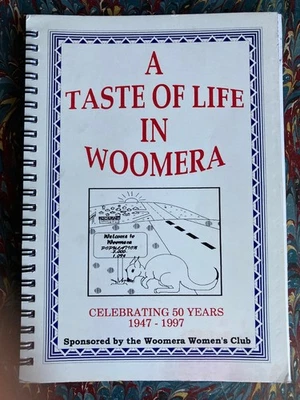 A
TASTE OF LIFE
IN
WOOMERA
Welcome to
Woomera
POPULATION
CELEBRATING 50 YEARS
1947 - 1997
Sponsored by the Woomera Women's Club